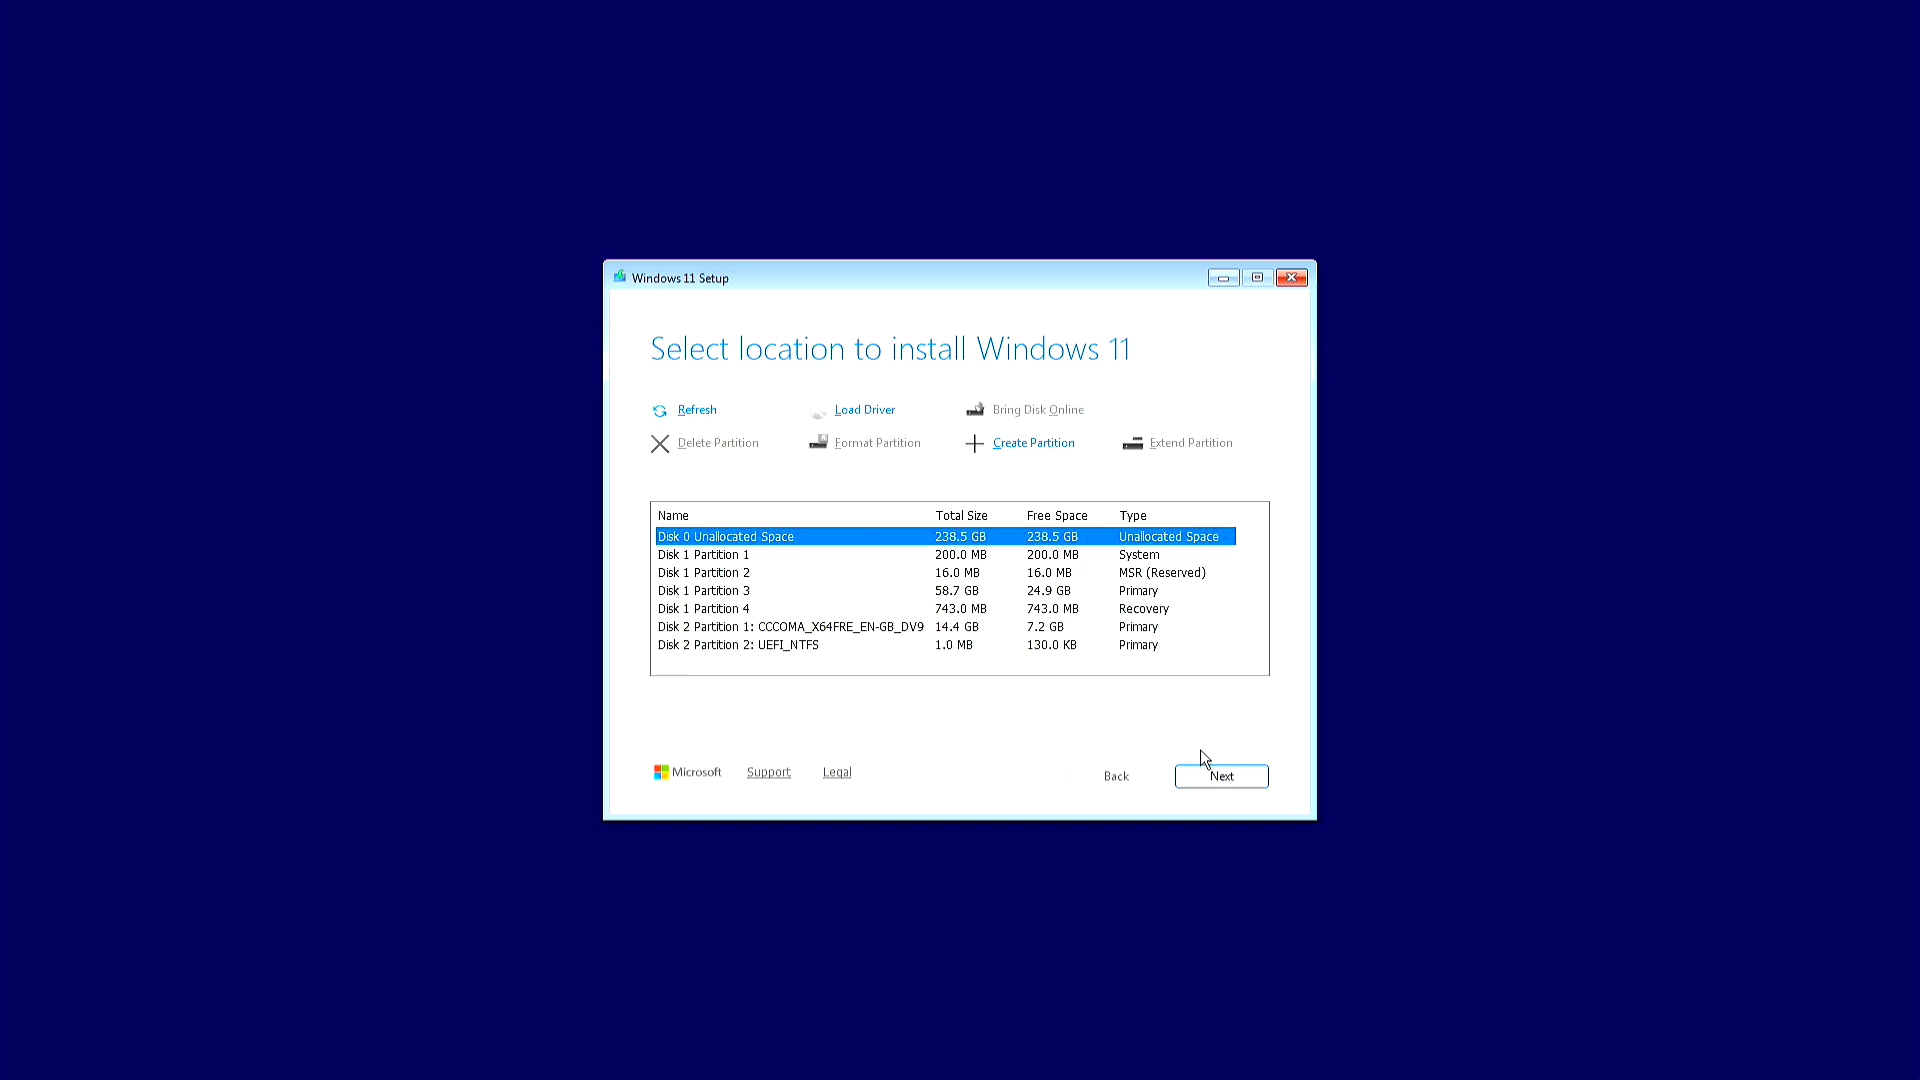 Windows 11 Setup
Select location to install Windows 11
Refresh Load Driver Bring Disk Online
Delete Partition Format Partition Create Partition Extend Partition
Name Total Size Free Space Type
Disk 0 Unallocated Space 238.5 GB 238.5 GB Unallocated Space
Disk 1 Partition 1 200.0 MB 200.0 MB System
Disk 1 Partition 2 16.0 MB 16.0 MB MSR (Reserved)
Disk 1 Partition 3 58.7 GB 24.9 GB Primary
Disk 1 Partition 4 743.0 MB 743.0 MB Recovery
Disk 2 Partition 1: CCCOMA_X64FRE_EN-GB_DV9 14.4 GB 7.2 GB Primary
Disk 2 Partition 2: UEFI_NTFS 1.0 MB 130.0 KB Primary
Microsoft Support Legal Back Next